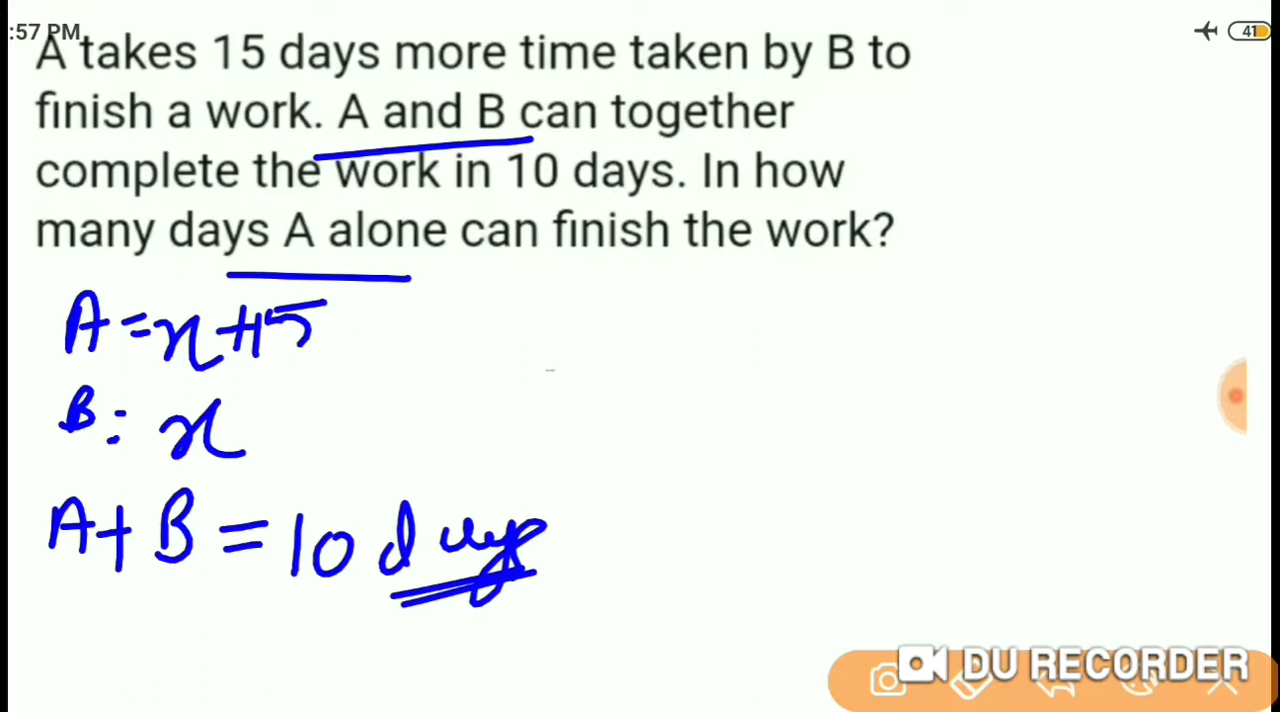 :57 PM
41
A takes 15 days more time taken by B to
finish a work. A and B can together
complete the work in 10 days. In how
many days A alone can finish the work?
A = x+15
B: x
A+B = 10 days
DU RECORDER